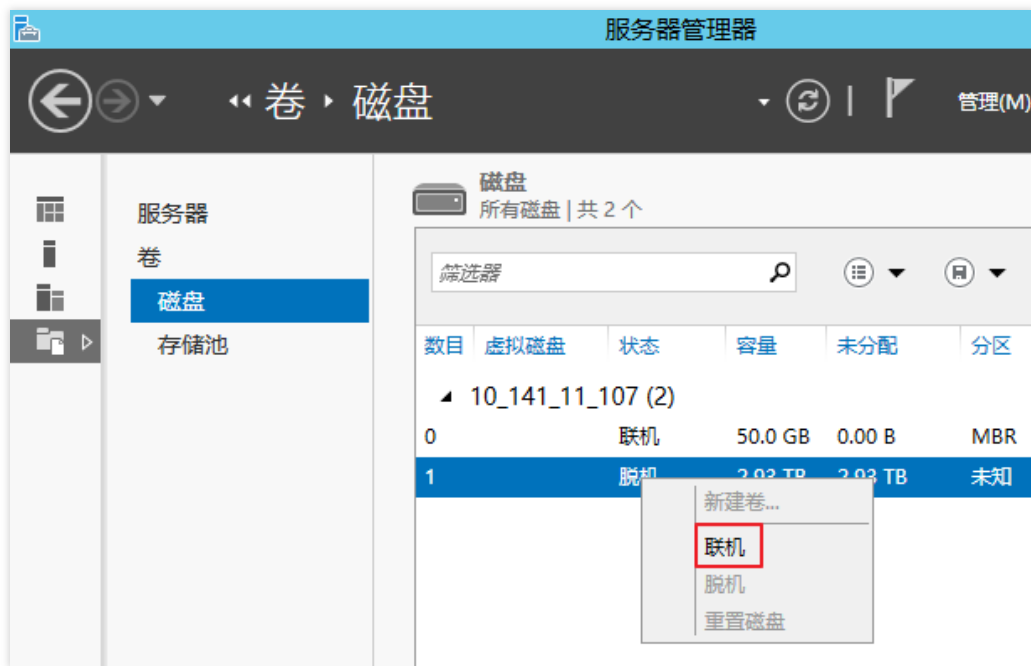 服务器管理器
卷 磁盘
管理(M)
服务器
卷
磁盘
存储池
磁盘
所有磁盘 | 共 2 个
筛选器
数目 虚拟磁盘 状态 容量 未分配 分区
10_141_11_107 (2)
0 联机 50.0 GB 0.00 B MBR
1 脱机 2.93 TB 2.93 TB 未知
新建卷...
联机
脱机
重置磁盘